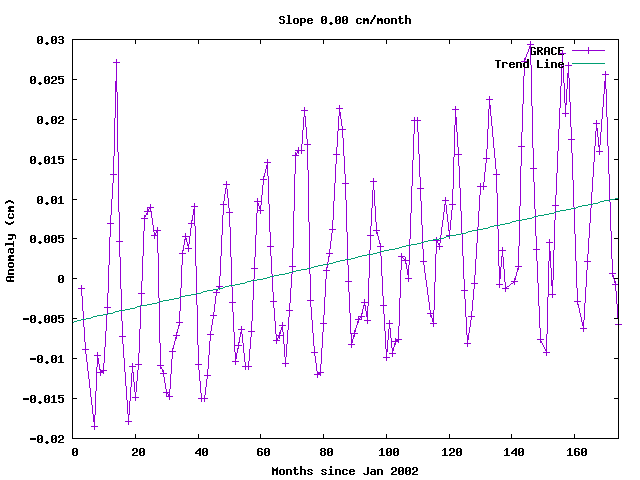 Slope 0.00 cm/month
GRACE
Trend Line
0.03
0.025
0.02
0.015
0.01
0.005
0
-0.005
-0.01
-0.015
-0.02
Anomaly (cm)
0 20 40 60 80 100 120 140 160
Months since Jan 2002